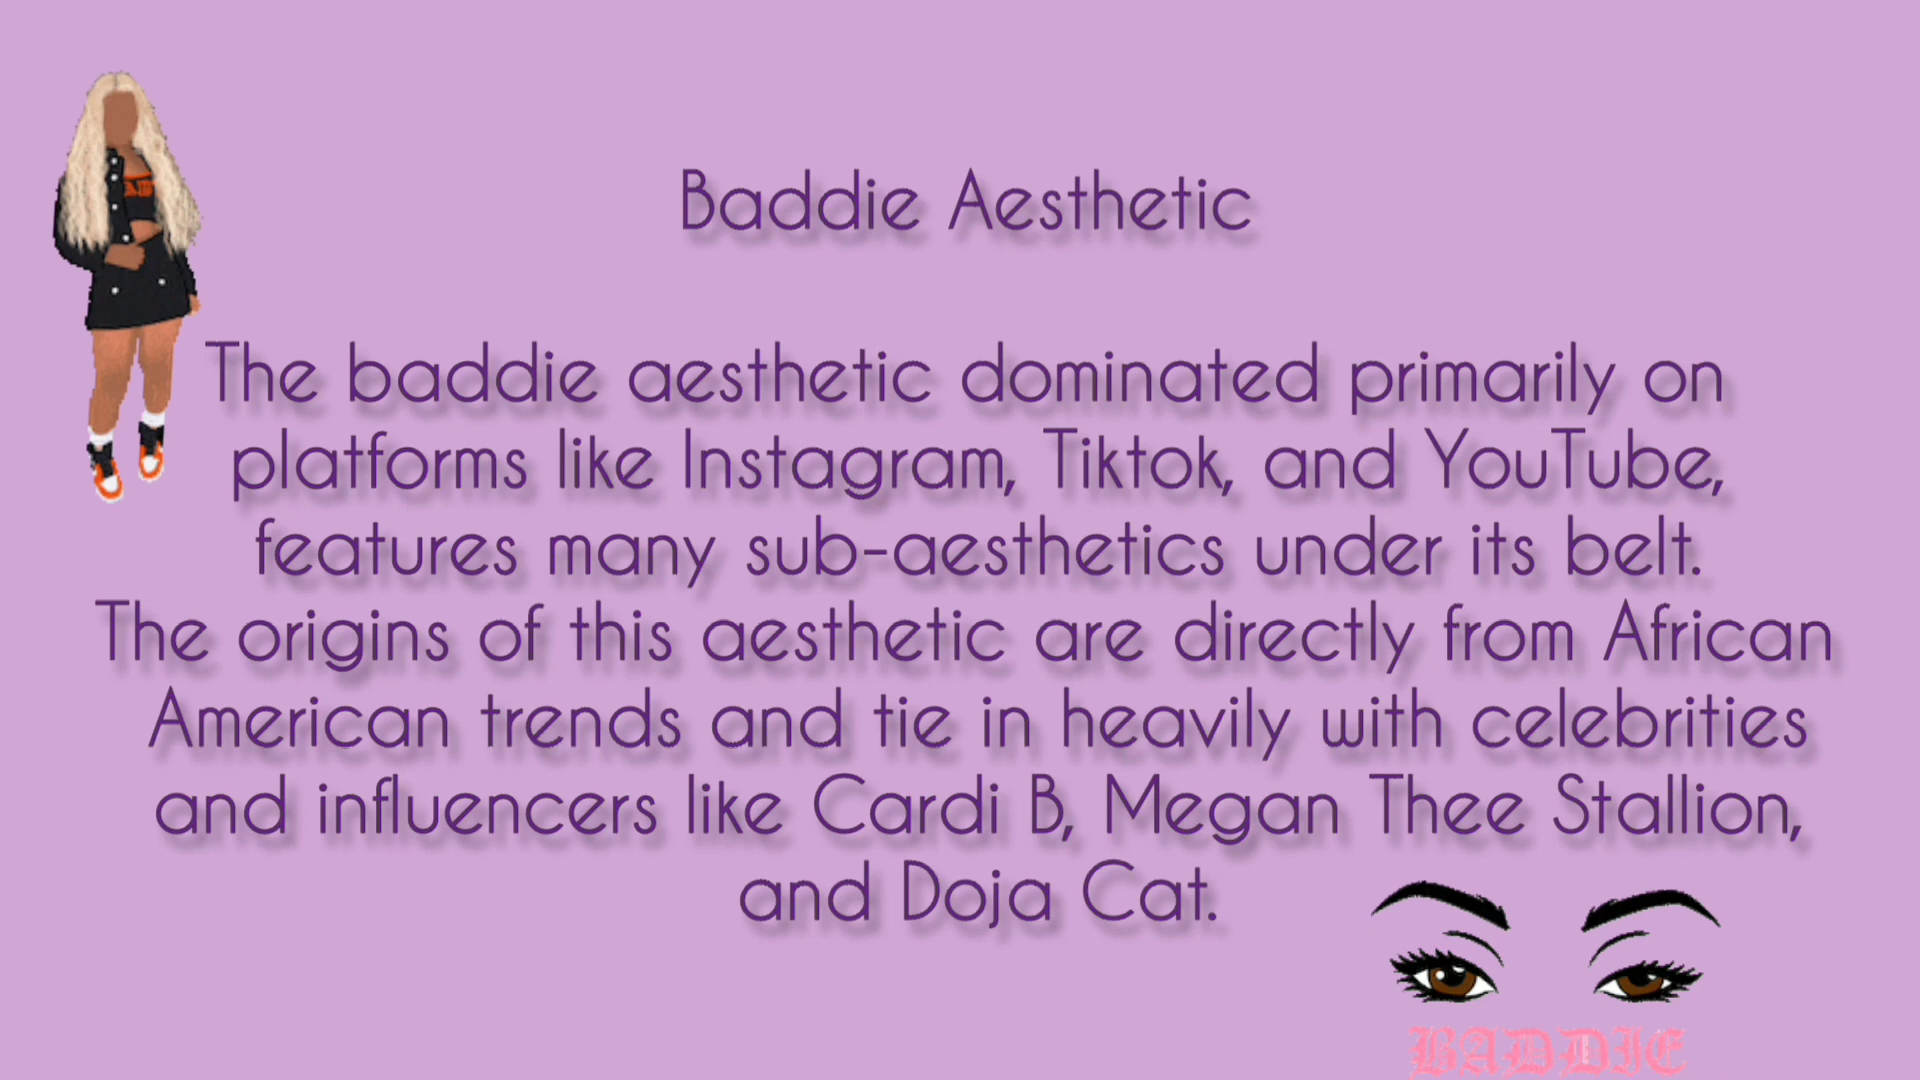 Baddie Aesthetic
The baddie aesthetic dominated primarily on
platforms like Instagram, Tiktok, and YouTube,
features many sub-aesthetics under its belt.
The origins of this aesthetic are directly from African
American trends and tie in heavily with celebrities
and influencers like Cardi B, Megan Thee Stallion,
and Doja Cat.
BADDIE